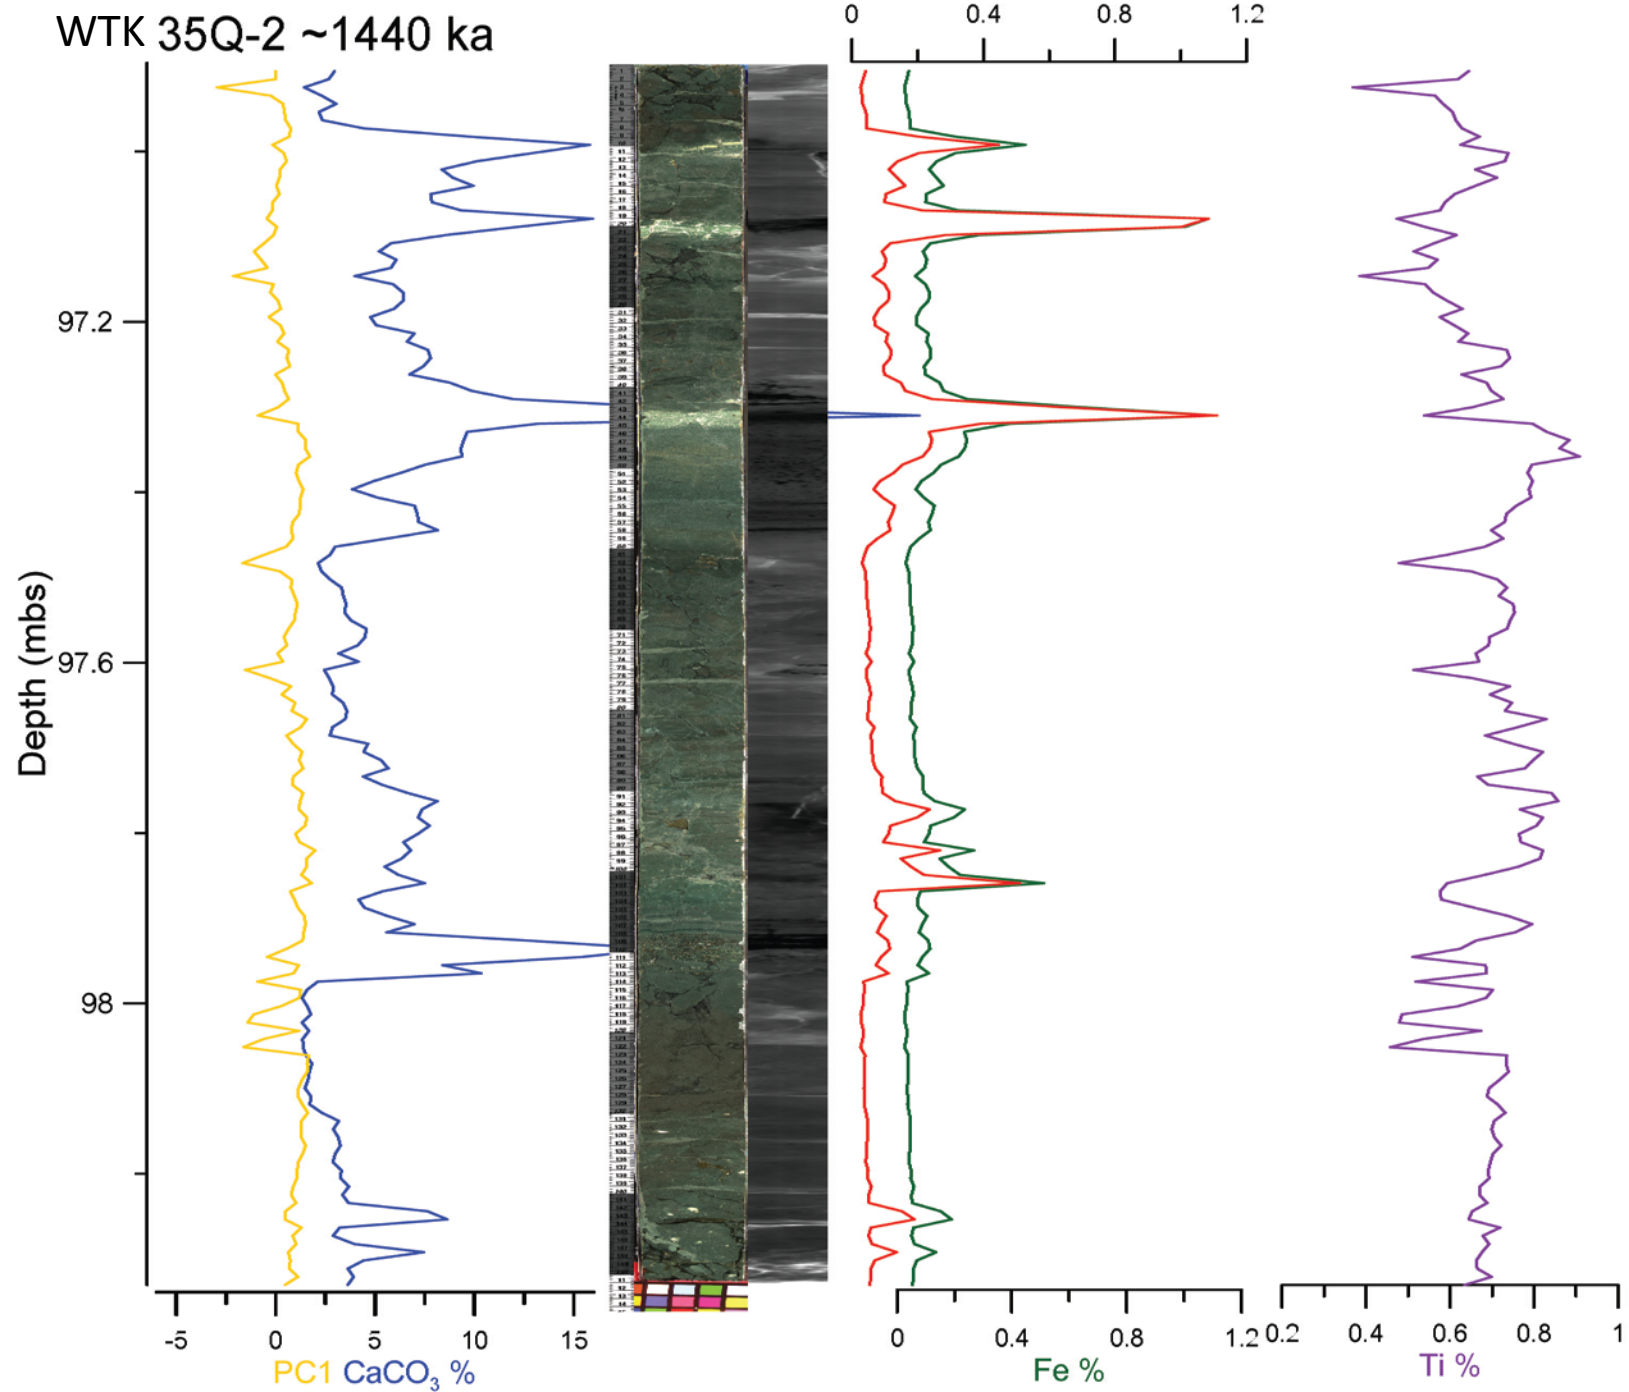 WTK 35Q-2 ~1440 ka
0 0.4 0.8 1.2
97.2
97.6
98
Depth (mbs)
-5 0 5 10 15
PC1 CaCO₃ %
0 0.4 0.8 1.2
Fe %
0.2 0.4 0.6 0.8 1
Ti %